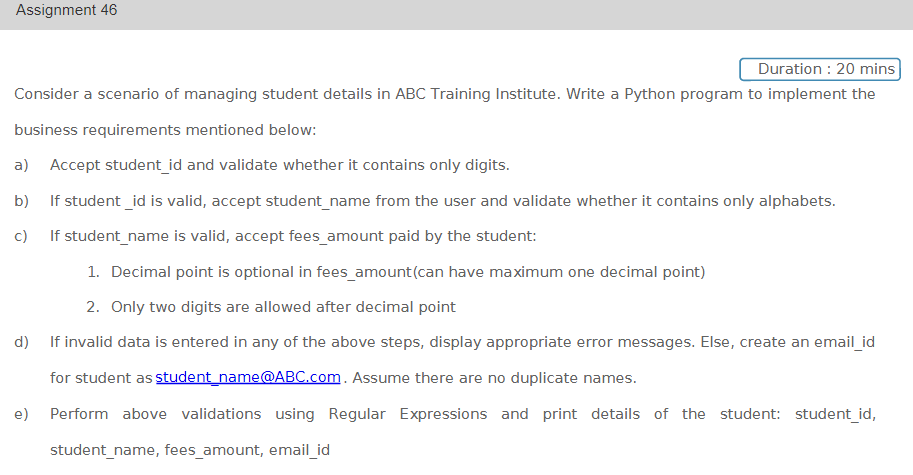 Assignment 46
Duration : 20 mins
Consider a scenario of managing student details in ABC Training Institute. Write a Python program to implement the
business requirements mentioned below:
a) Accept student_id and validate whether it contains only digits.
b) If student _id is valid, accept student_name from the user and validate whether it contains only alphabets.
c) If student_name is valid, accept fees_amount paid by the student:
1. Decimal point is optional in fees_amount(can have maximum one decimal point)
2. Only two digits are allowed after decimal point
d) If invalid data is entered in any of the above steps, display appropriate error messages. Else, create an email_id
for student as student_name@ABC.com. Assume there are no duplicate names.
e) Perform above validations using Regular Expressions and print details of the student: student_id,
student_name, fees_amount, email_id